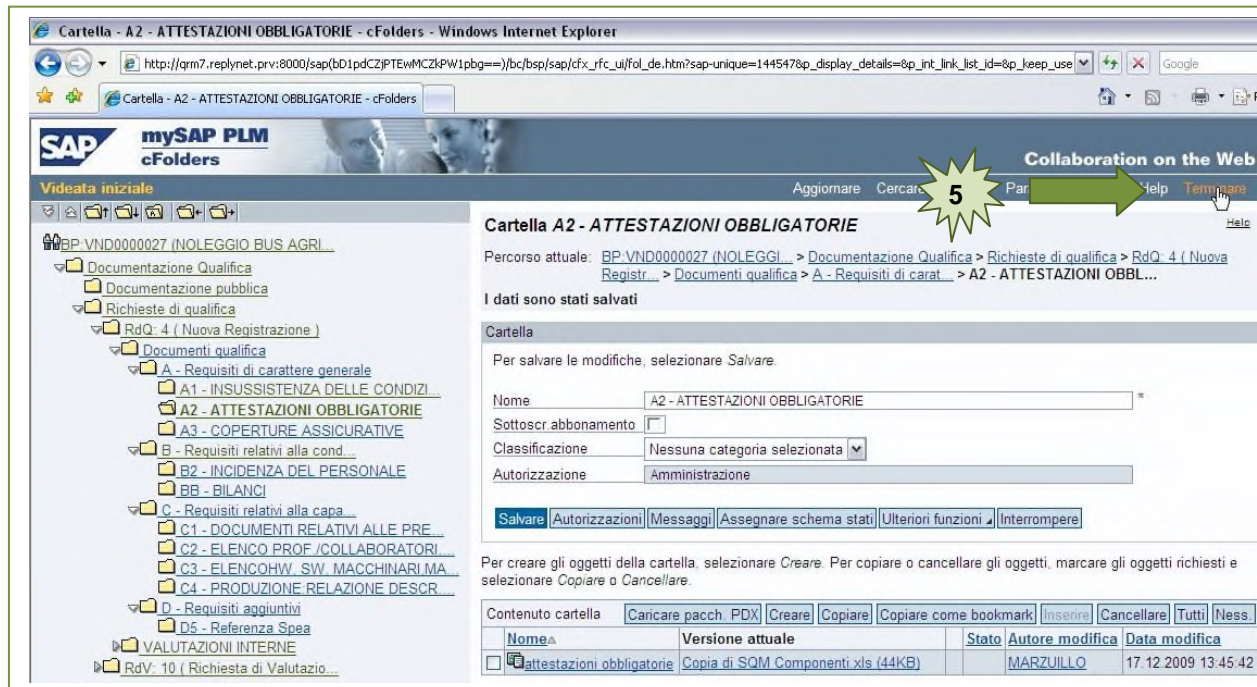 Cartella - A2 - ATTESTAZIONI OBBLIGATORIE - cFolders - Windows Internet Explorer
http://qrm7.replynet.prv:8000/sap(bD1pdCZjPTEwMCZkPW1pbg==)/bc/bsp/sap/cfx_rfc_ui/fol_de.htm?sap-unique=144547&p_display_details=&p_int_link_list_id=&p_keep_use
Google
Cartella - A2 - ATTESTAZIONI OBBLIGATORIE - cFolders
SAP
mySAP PLM
cFolders
Collaboration on the Web
Videata iniziale
Aggiornare Cercare Help Terminare
5
BP:VND0000027 (NOLEGGIO BUS AGRI...
Documentazione Qualifica
Documentazione pubblica
Richieste di qualifica
RdQ: 4 ( Nuova Registrazione )
Documenti qualifica
A - Requisiti di carattere generale
A1 - INSUSSISTENZA DELLE CONDIZI...
A2 - ATTESTAZIONI OBBLIGATORIE
A3 - COPERTURE ASSICURATIVE
B - Requisiti relativi alla cond...
B2 - INCIDENZA DEL PERSONALE
BB - BILANCI
C - Requisiti relativi alla capa...
C1 - DOCUMENTI RELATIVI ALLE PRE...
C2 - ELENCO PROF./COLLABORATORI....
C3 - ELENCOHW, SW, MACCHINARI,MA...
C4 - PRODUZIONE:RELAZIONE DESCR....
D - Requisiti aggiuntivi
D5 - Referenza Spea
VALUTAZIONI INTERNE
RdV: 10 ( Richiesta di Valutazio...
Cartella A2 - ATTESTAZIONI OBBLIGATORIE
Help
Percorso attuale: BP:VND0000027 (NOLEGGI... > Documentazione Qualifica > Richieste di qualifica > RdQ: 4 ( Nuova
Registr... > Documenti qualifica > A - Requisiti di carat... > A2 - ATTESTAZIONI OBBL...
I dati sono stati salvati
Cartella
Per salvare le modifiche, selezionare Salvare.
Nome A2 - ATTESTAZIONI OBBLIGATORIE *
Sottoscr.abbonamento
Classificazione Nessuna categoria selezionata
Autorizzazione Amministrazione
Salvare Autorizzazioni Messaggi Assegnare schema stati Ulteriori funzioni Interrompere
Per creare gli oggetti della cartella, selezionare Creare. Per copiare o cancellare gli oggetti, marcare gli oggetti richiesti e
selezionare Copiare o Cancellare.
Contenuto cartella Caricare pacch. PDX Creare Copiare Copiare come bookmark Inserire Cancellare Tutti Ness.
Nome Versione attuale Stato Autore modifica Data modifica
attestazioni obbligatorie Copia di SQM Componenti.xls (44KB) MARZUILLO 17.12.2009 13:45:42